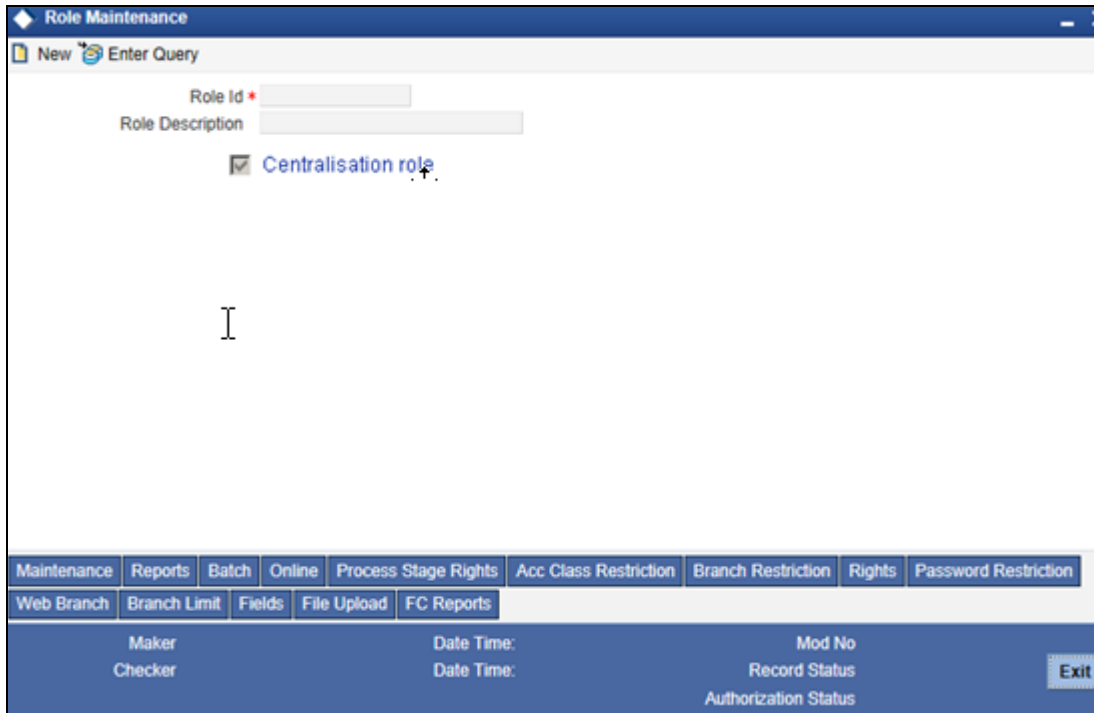 Role Maintenance
New Enter Query
Role Id *
Role Description
Centralisation role
Maintenance Reports Batch Online Process Stage Rights Acc Class Restriction Branch Restriction Rights Password Restriction
Web Branch Branch Limit Fields File Upload FC Reports
Maker Date Time: Mod No
Checker Date Time: Record Status Exit
Authorization Status